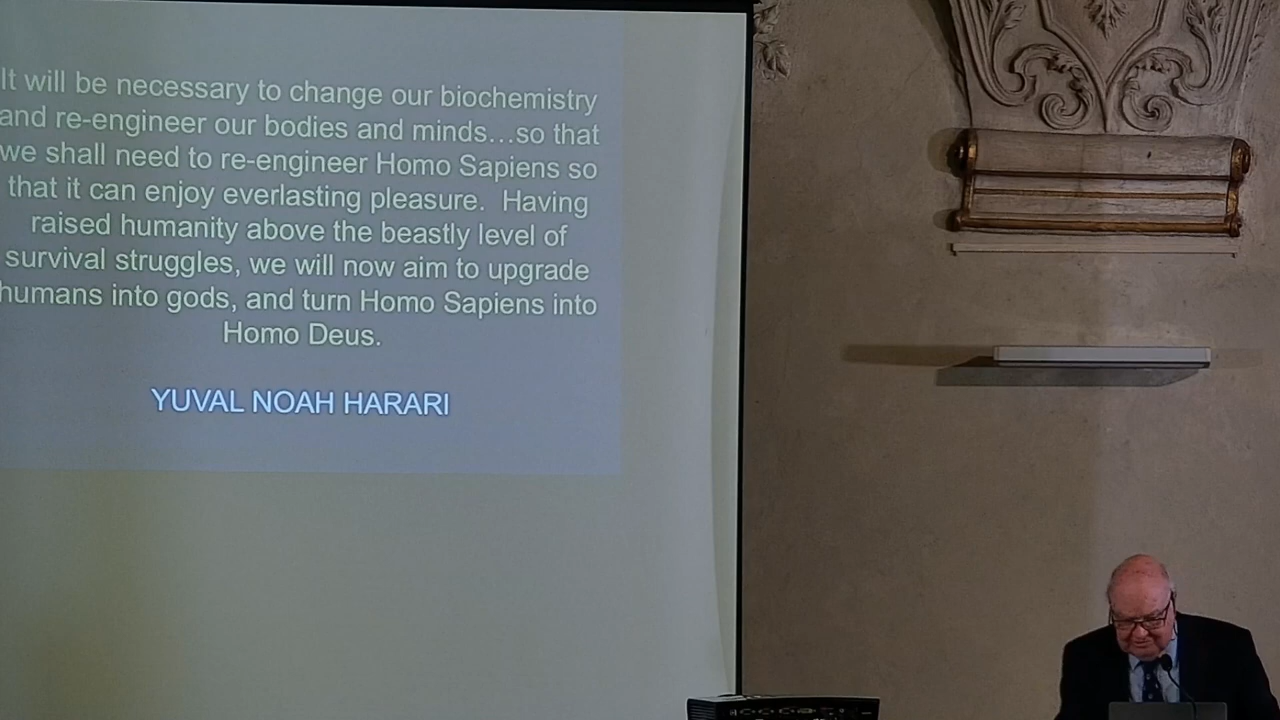 It will be necessary to change our biochemistry
and re-engineer our bodies and minds...so that
we shall need to re-engineer Homo Sapiens so
that it can enjoy everlasting pleasure. Having
raised humanity above the beastly level of
survival struggles, we will now aim to upgrade
humans into gods, and turn Homo Sapiens into
Homo Deus.
YUVAL NOAH HARARI